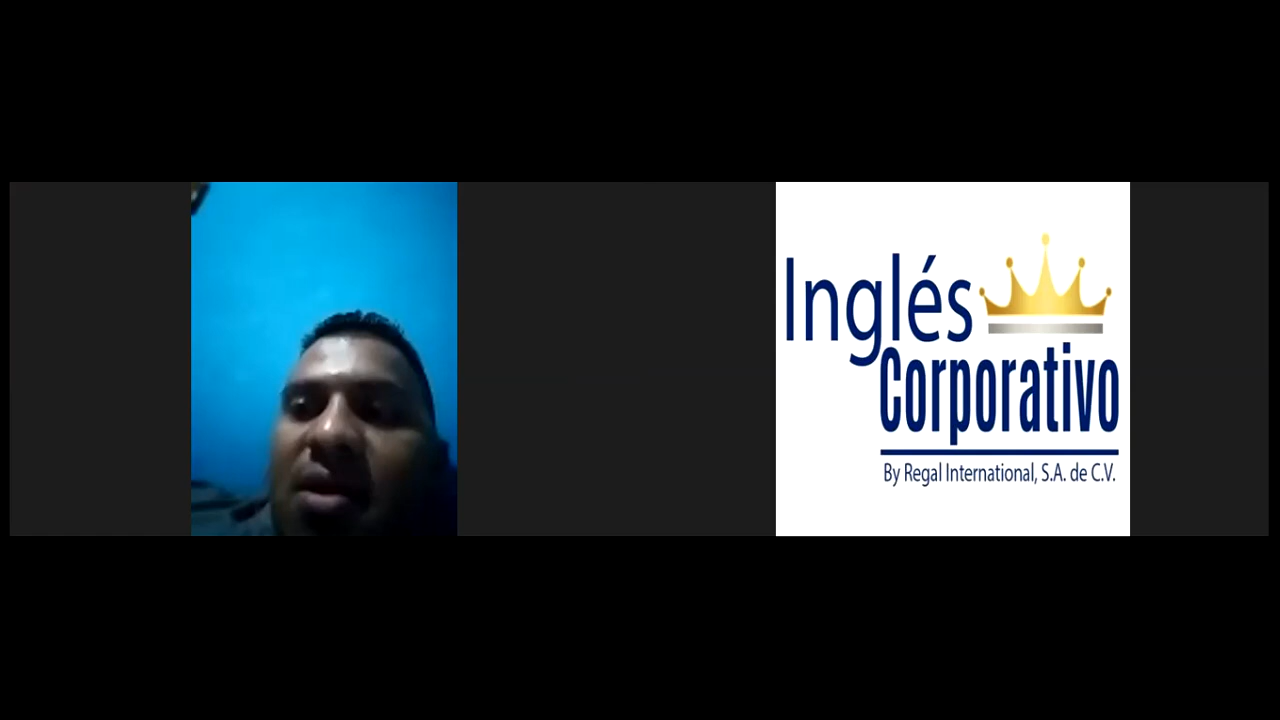 Inglés
Corporativo
By Regal International, S.A. de C.V.